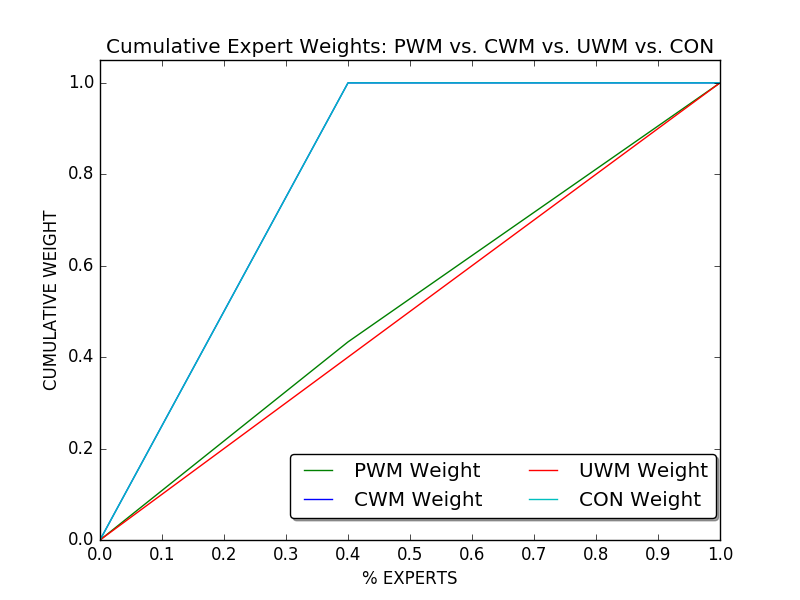 Cumulative Expert Weights: PWM vs. CWM vs. UWM vs. CON
CUMULATIVE WEIGHT
1.0
0.8
0.6
0.4
0.2
0.0
PWM Weight UWM Weight
CWM Weight CON Weight
0.0 0.1 0.2 0.3 0.4 0.5 0.6 0.7 0.8 0.9 1.0
% EXPERTS